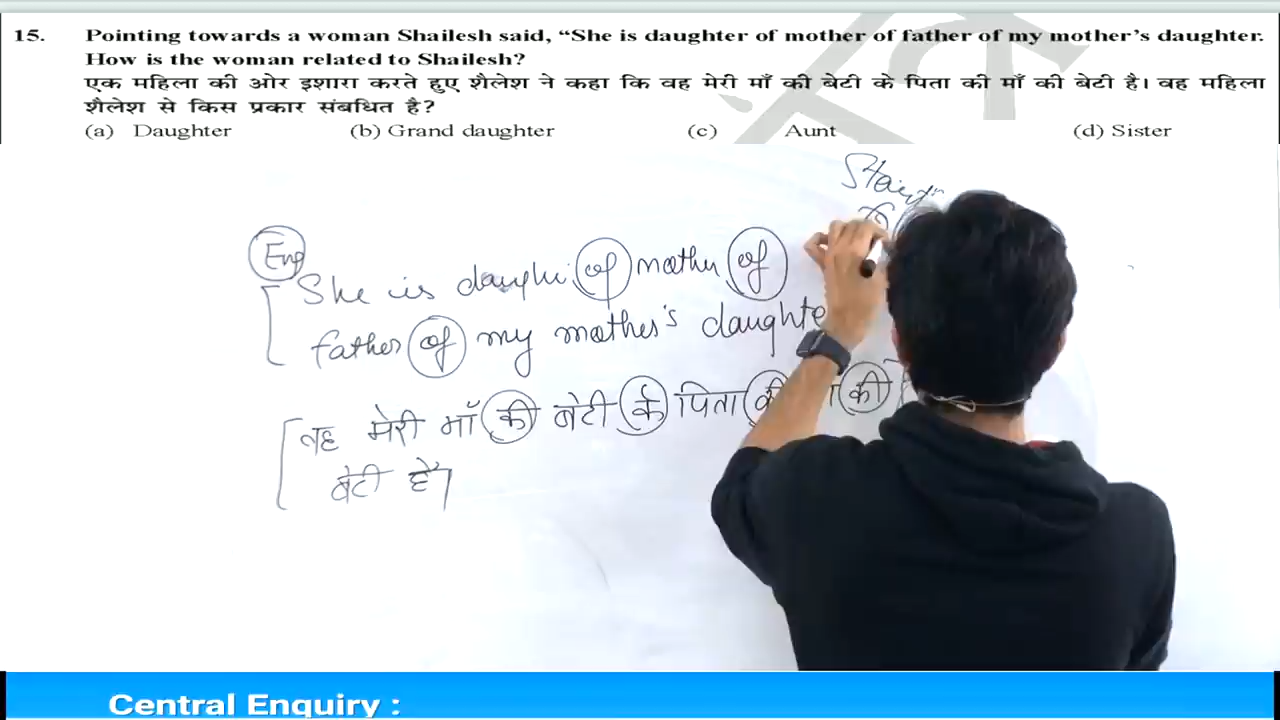 15. Pointing towards a woman Shailesh said, “She is daughter of mother of father of my mother’s daughter.
How is the woman related to Shailesh?
एक महिला की ओर इशारा करते हुए शैलेश ने कहा कि वह मेरी माँ की बेटी के पिता की माँ की बेटी है। वह महिला
शैलेश से किस प्रकार संबधित है?
(a) Daughter (b) Grand daughter (c) Aunt (d) Sister
Eng
She is of mother of
father of my mother's
वह मेरी माँ की बेटी के पिता की
बेटी है।
Central Enquiry :